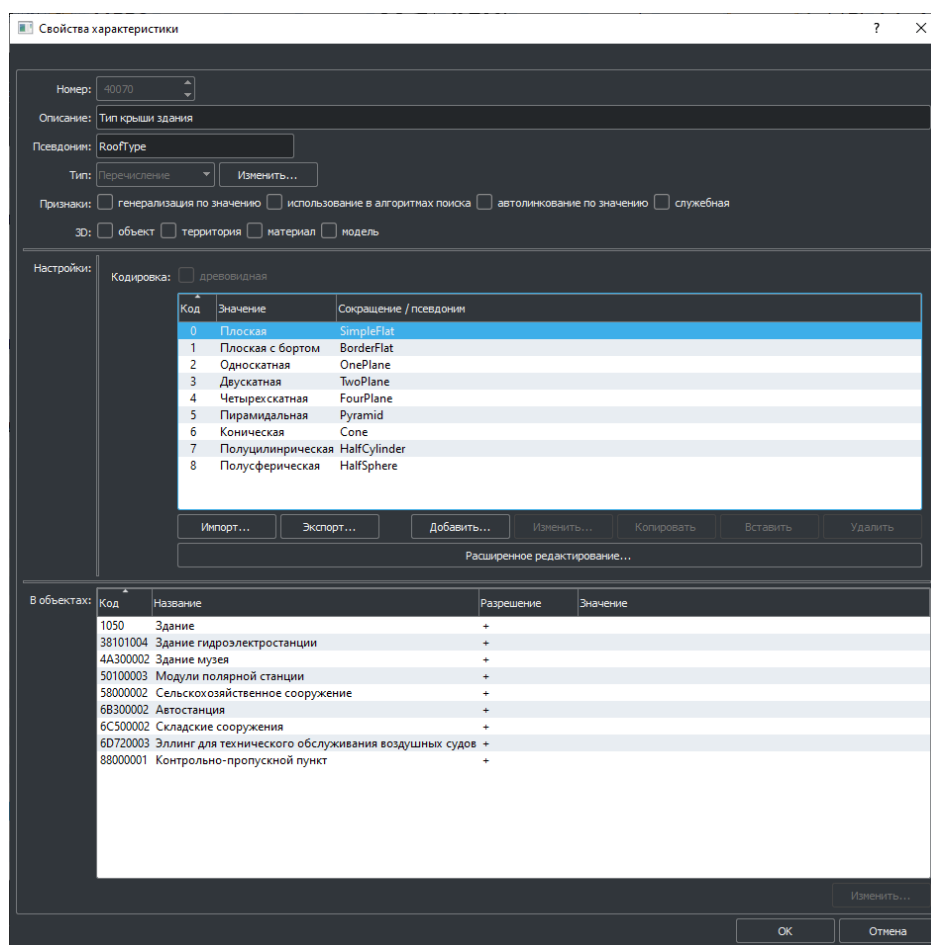 Свойства характеристики ?
Номер: 40070
Описание: Тип крыши здания
Псевдоним: RoofType
Тип: Перечисление Изменить...
Признаки: генерализация по значению использование в алгоритмах поиска автолинкование по значению служебная
3D: объект территория материал модель
Настройки: Кодировка: древовидная
Код Значение Сокращение / псевдоним
0 Плоская SimpleFlat
1 Плоская с бортом BorderFlat
2 Односкатная OnePlane
3 Двускатная TwoPlane
4 Четырехскатная FourPlane
5 Пирамидальная Pyramid
6 Коническая Cone
7 Полуцилинрическая HalfCylinder
8 Полусферическая HalfSphere
Импорт... Экспорт... Добавить... Изменить... Копировать Вставить Удалить
Расширенное редактирование...
В объектах: Код Название Разрешение Значение
1050 Здание +
38101004 Здание гидроэлектростанции +
4A300002 Здание музея +
50100003 Модули полярной станции +
58000002 Сельскохозяйственное сооружение +
6B300002 Автостанция +
6C500002 Складские сооружения +
6D720003 Эллинг для технического обслуживания воздушных судов +
88000001 Контрольно-пропускной пункт +
Изменить...
OK Отмена